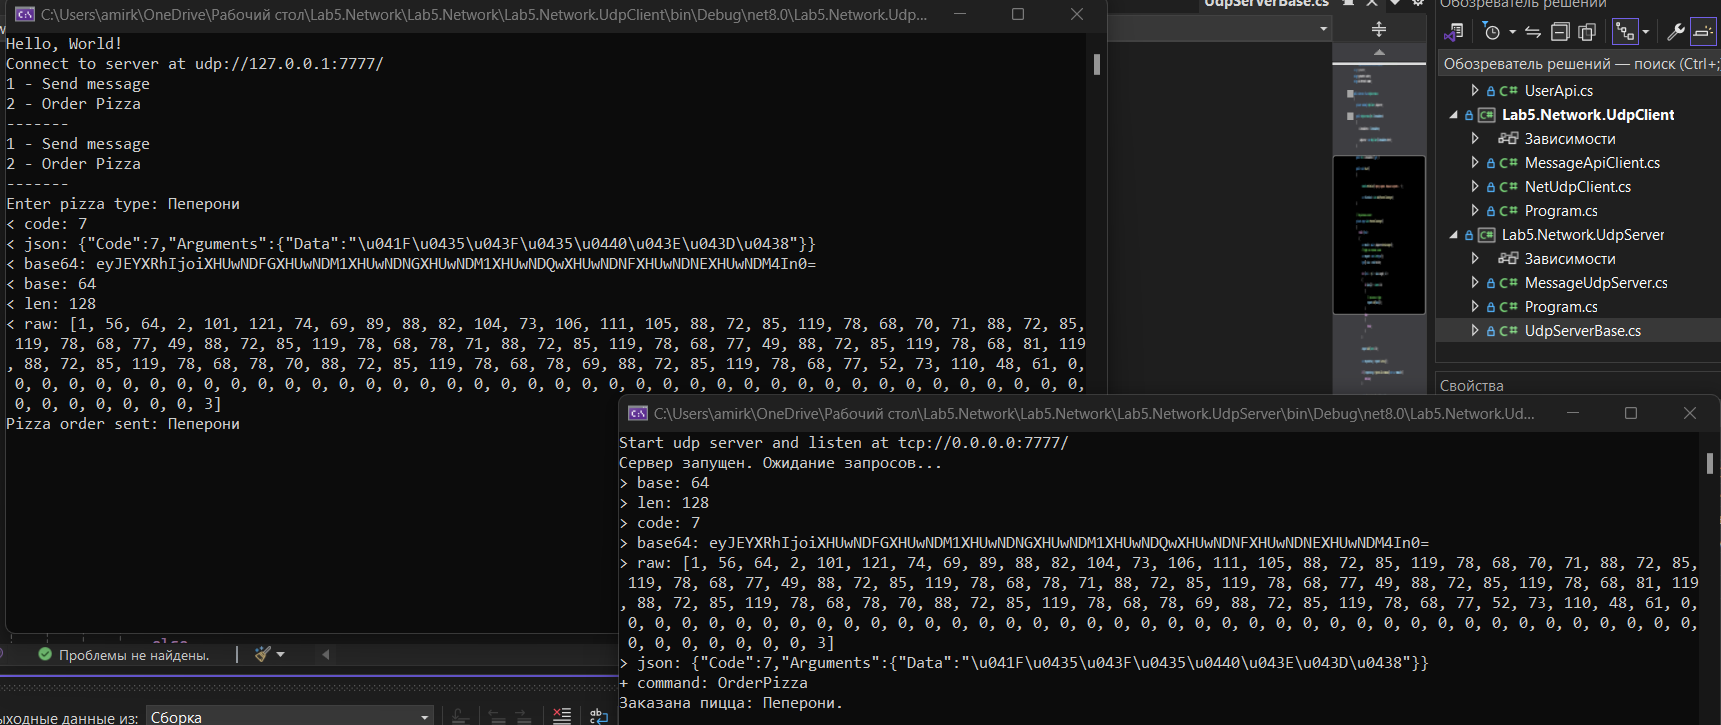 C:\Users\amirk\OneDrive\Рабочий стол\Lab5.Network\Lab5.Network\Lab5.Network.UdpClient\bin\Debug\net8.0\Lab5.Network.Udp...
Hello, World!
Connect to server at udp://127.0.0.1:7777/
1 - Send message
2 - Order Pizza
-------
1 - Send message
2 - Order Pizza
-------
Enter pizza type: Пеперони
< code: 7
< json: {"Code":7,"Arguments":{"Data":"\u041F\u0435\u043F\u0435\u0440\u043E\u043D\u0438"}}
< base64: eyJEYXRhIjoiXHUwNDFGXHUwNDM1XHUwNDNGXHUwNDM1XHUwNDQwXHUwNDNFXHUwNDNEXHUwNDM4In0=
< base: 64
< len: 128
< raw: [1, 56, 64, 2, 101, 121, 74, 69, 89, 88, 82, 104, 73, 106, 111, 105, 88, 72, 85, 119, 78, 68, 70, 71, 88, 72, 85,
119, 78, 68, 77, 49, 88, 72, 85, 119, 78, 68, 78, 71, 88, 72, 85, 119, 78, 68, 77, 49, 88, 72, 85, 119, 78, 68, 81, 119
, 88, 72, 85, 119, 78, 68, 78, 70, 88, 72, 85, 119, 78, 68, 78, 69, 88, 72, 85, 119, 78, 68, 77, 52, 73, 110, 48, 61, 0,
0, 0, 0, 0, 0, 0, 0, 0, 0, 0, 0, 0, 0, 0, 0, 0, 0, 0, 0, 0, 0, 0, 0, 0, 0, 0, 0, 0, 0, 0, 0, 0, 0, 0, 0, 0, 0, 0, 0, 0,
0, 0, 0, 0, 0, 0, 0, 3]
Pizza order sent: Пеперони
UdpServerBase.cs
Обозреватель решений
Обозреватель решений — поиск (Ctrl+;
UserApi.cs
Lab5.Network.UdpClient
Зависимости
MessageApiClient.cs
NetUdpClient.cs
Program.cs
Lab5.Network.UdpServer
Зависимости
MessageUdpServer.cs
Program.cs
UdpServerBase.cs
Свойства
C:\Users\amirk\OneDrive\Рабочий стол\Lab5.Network\Lab5.Network\Lab5.Network.UdpServer\bin\Debug\net8.0\Lab5.Network.Ud...
Start udp server and listen at tcp://0.0.0.0:7777/
Сервер запущен. Ожидание запросов...
> base: 64
> len: 128
> code: 7
> base64: eyJEYXRhIjoiXHUwNDFGXHUwNDM1XHUwNDNGXHUwNDM1XHUwNDQwXHUwNDNFXHUwNDNEXHUwNDM4In0=
> raw: [1, 56, 64, 2, 101, 121, 74, 69, 89, 88, 82, 104, 73, 106, 111, 105, 88, 72, 85, 119, 78, 68, 70, 71, 88, 72, 85,
119, 78, 68, 77, 49, 88, 72, 85, 119, 78, 68, 78, 71, 88, 72, 85, 119, 78, 68, 77, 49, 88, 72, 85, 119, 78, 68, 81, 119
, 88, 72, 85, 119, 78, 68, 78, 70, 88, 72, 85, 119, 78, 68, 78, 69, 88, 72, 85, 119, 78, 68, 77, 52, 73, 110, 48, 61, 0,
0, 0, 0, 0, 0, 0, 0, 0, 0, 0, 0, 0, 0, 0, 0, 0, 0, 0, 0, 0, 0, 0, 0, 0, 0, 0, 0, 0, 0, 0, 0, 0, 0, 0, 0, 0, 0, 0, 0, 0,
0, 0, 0, 0, 0, 0, 0, 3]
> json: {"Code":7,"Arguments":{"Data":"\u041F\u0435\u043F\u0435\u0440\u043E\u043D\u0438"}}
+ command: OrderPizza
Заказана пицца: Пеперони.
Проблемы не найдены.
ыходные данные из: Сборка